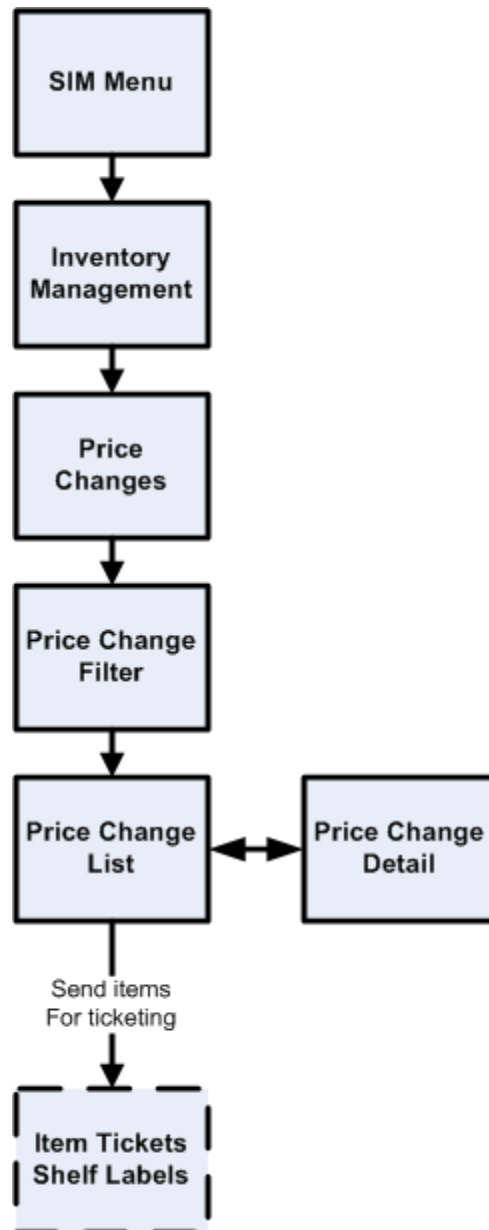 SIM Menu
Inventory
Management
Price
Changes
Price Change
Filter
Price Change
List
Price Change
Detail
Send items
For ticketing
Item Tickets
Shelf Labels